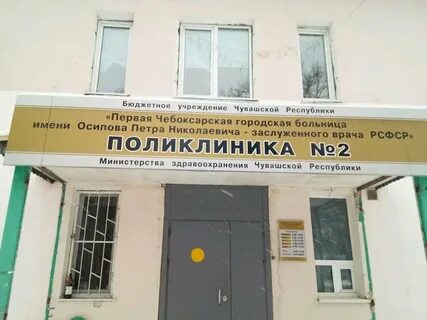 Бюджетное учреждение Чувашской Республики
«Первая Чебоксарская городская больница
имени Осипова Петра Николаевича - заслуженного врача РСФСР»
ПОЛИКЛИНИКА №2
Министерства здравоохранения Чувашской Республики